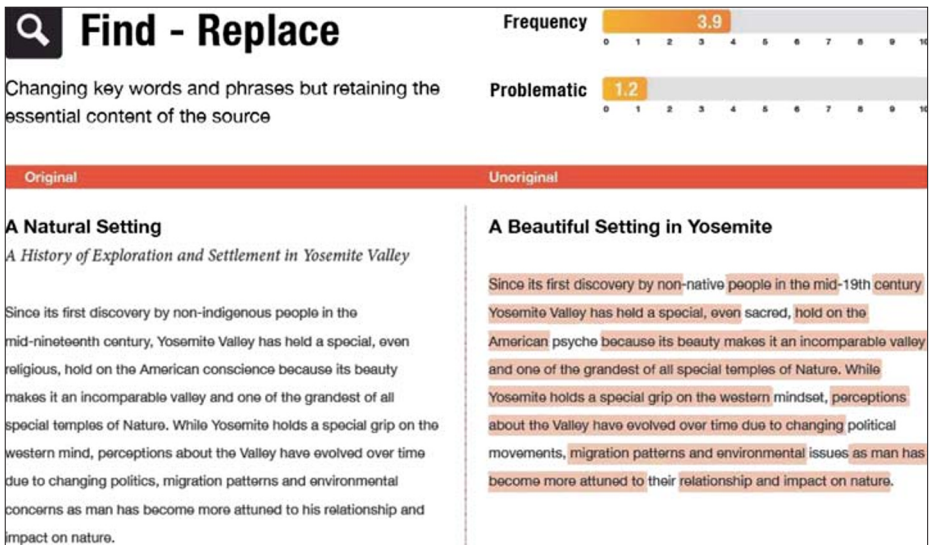 Find - Replace
Changing key words and phrases but retaining the
essential content of the source
Frequency
3.9
0 1 2 3 4 5 6 7 8 9 10
Problematic
1.2
0 1 2 3 4 5 6 7 8 9 10
Original
Unoriginal
A Natural Setting
A History of Exploration and Settlement in Yosemite Valley
Since its first discovery by non-indigenous people in the
mid-nineteenth century, Yosemite Valley has held a special, even
religious, hold on the American conscience because its beauty
makes it an incomparable valley and one of the grandest of all
special temples of Nature. While Yosemite holds a special grip on the
western mind, perceptions about the Valley have evolved over time
due to changing politics, migration patterns and environmental
concerns as man has become more attuned to his relationship and
impact on nature.
A Beautiful Setting in Yosemite
Since its first discovery by non-native people in the mid-19th century
Yosemite Valley has held a special, even sacred, hold on the
American psyche because its beauty makes it an incomparable valley
and one of the grandest of all special temples of Nature. While
Yosemite holds a special grip on the western mindset, perceptions
about the Valley have evolved over time due to changing political
movements, migration patterns and environmental issues as man has
become more attuned to their relationship and impact on nature.